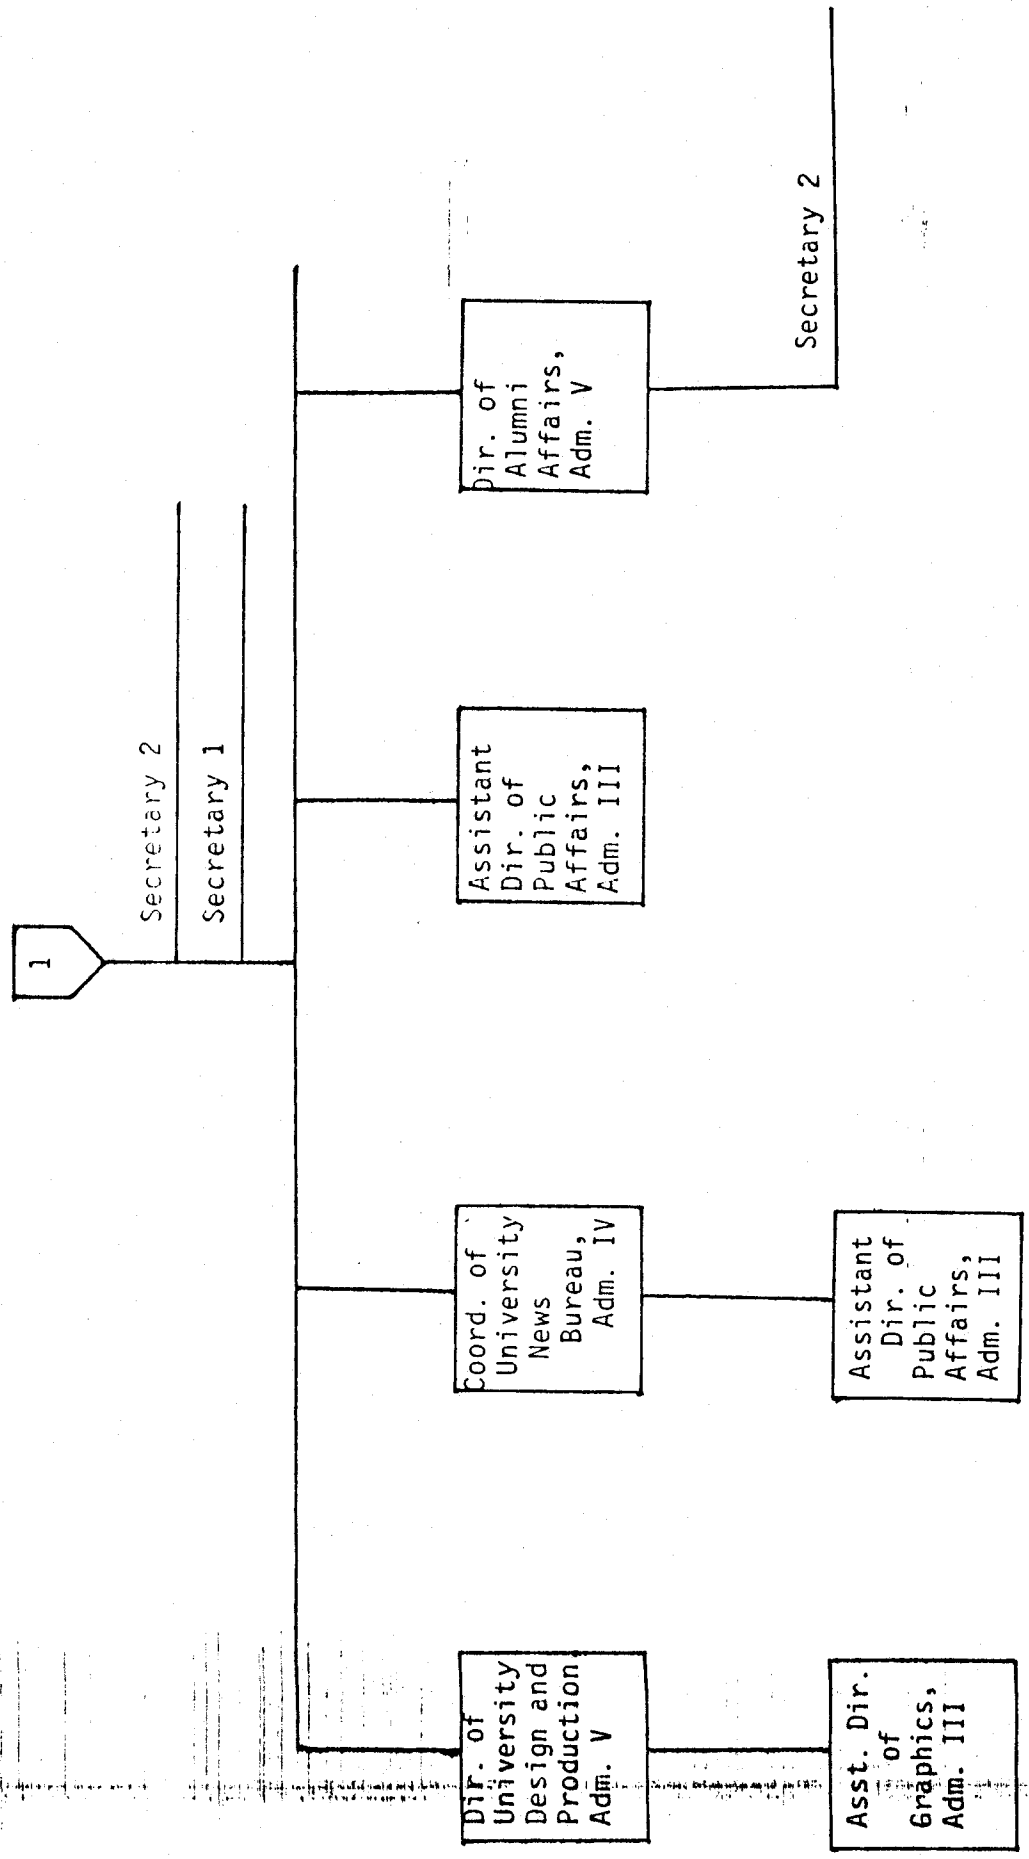 1
Secretary 2
Secretary 1
Dir. of
University
Design and
Production,
Adm. V
Coord. of
University
News
Bureau,
Adm. IV
Assistant
Dir. of
Public
Affairs,
Adm. III
Dir. of
Alumni
Affairs,
Adm. V
Asst. Dir.
of
Graphics,
Adm. III
Assistant
Dir. of
Public
Affairs,
Adm. III
Secretary 2